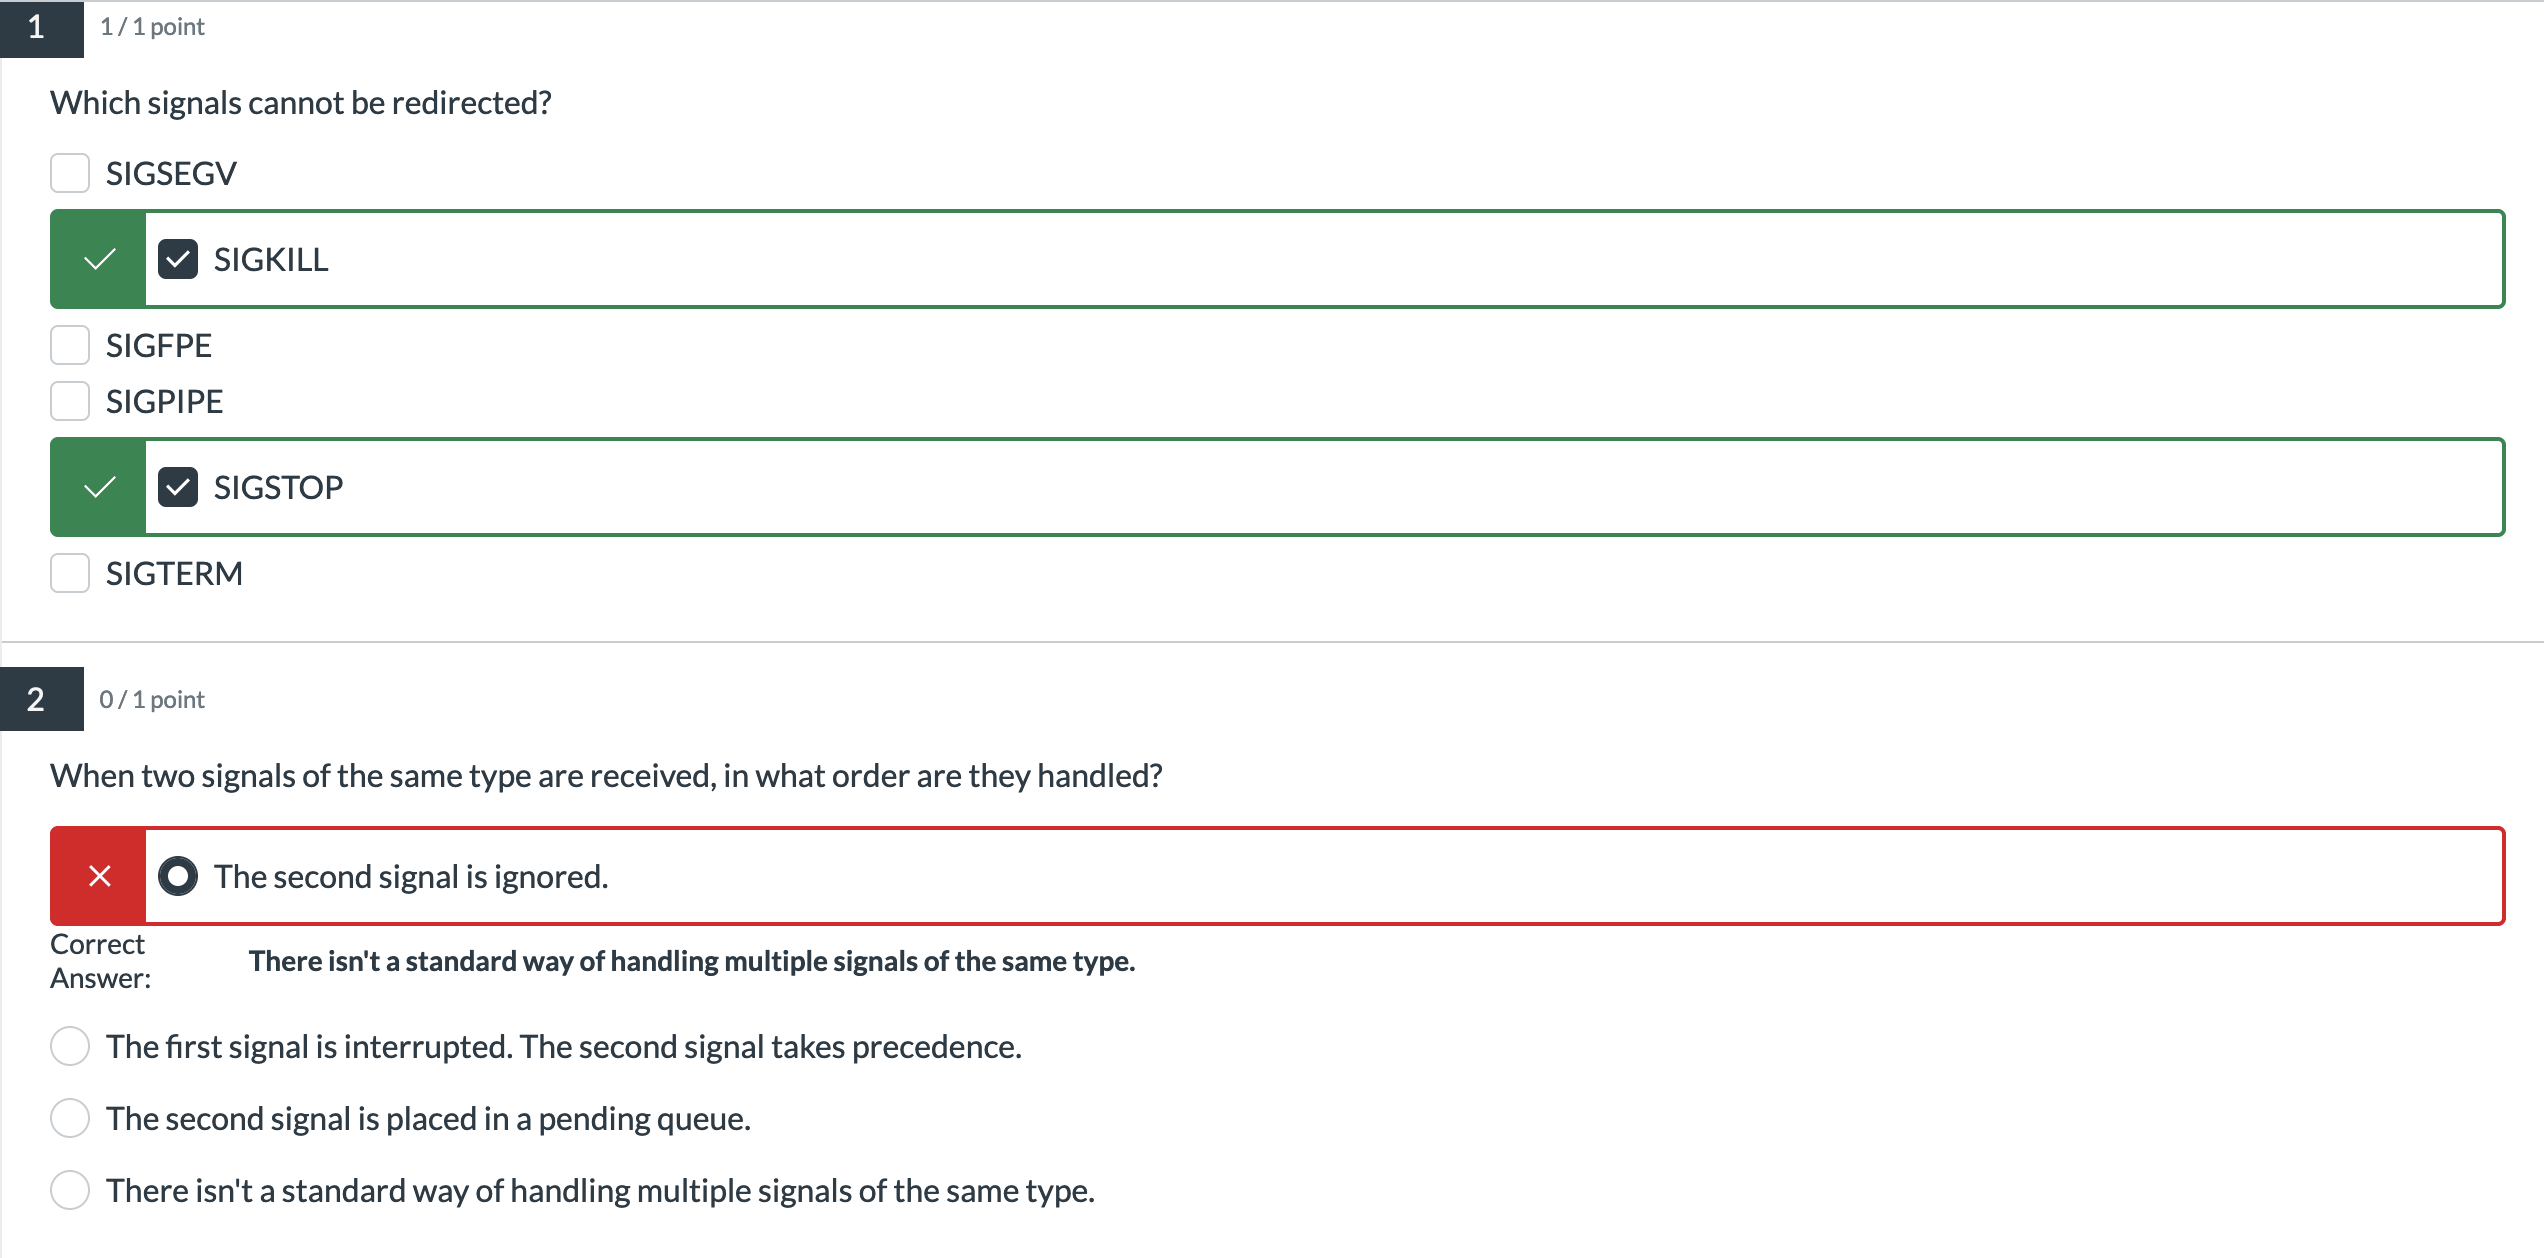 1
1 / 1 point
Which signals cannot be redirected?
SIGSEGV
SIGKILL
SIGFPE
SIGPIPE
SIGSTOP
SIGTERM
2
0 / 1 point
When two signals of the same type are received, in what order are they handled?
The second signal is ignored.
Correct
Answer:
There isn't a standard way of handling multiple signals of the same type.
The first signal is interrupted. The second signal takes precedence.
The second signal is placed in a pending queue.
There isn't a standard way of handling multiple signals of the same type.